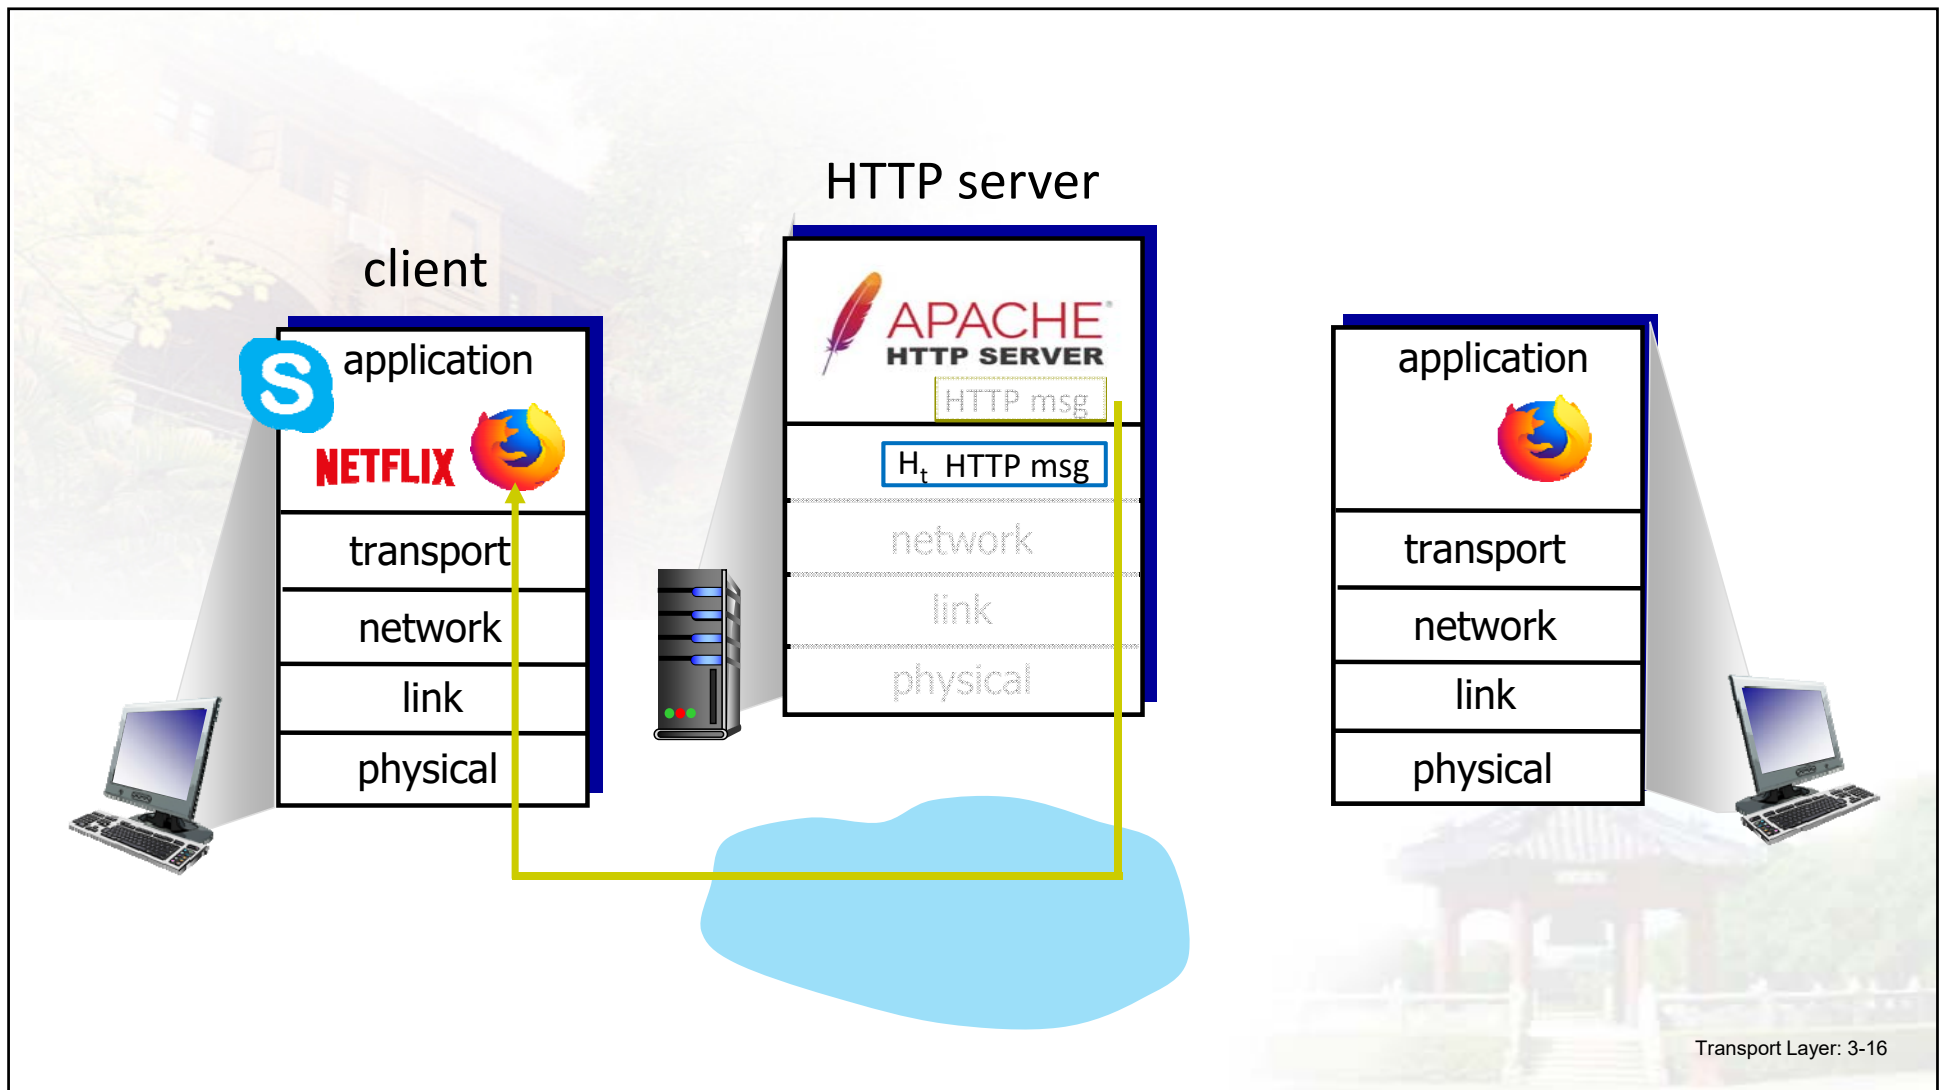 HTTP server
client
APACHE®
HTTP SERVER
HTTP msg
Hₜ HTTP msg
network
link
physical
S
application
NETFLIX
transport
network
link
physical
application
transport
network
link
physical
Transport Layer: 3-16